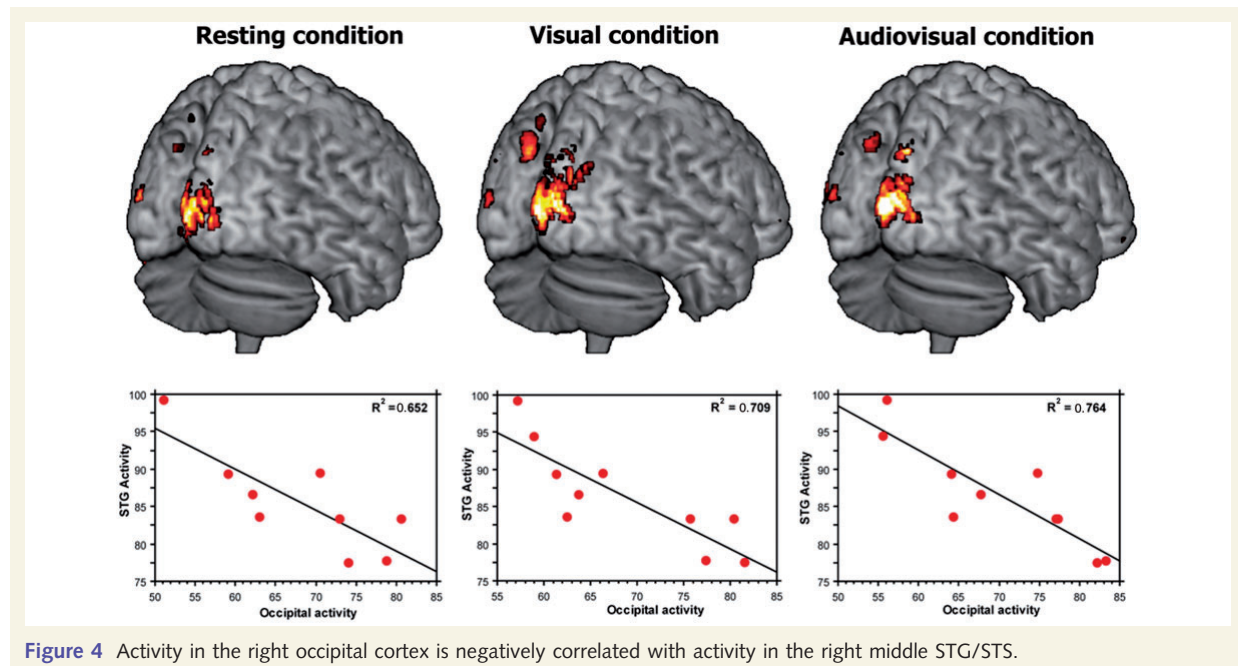 Resting condition
Visual condition
Audiovisual condition
100
95
90
85
80
75
STG Activity
R² = 0.652
50 55 60 65 70 75 80 85
Occipital activity
100
95
90
85
80
75
STG Activity
R² = 0.709
55 60 65 70 75 80 85
Occipital activity
100
95
90
85
80
75
STG Activity
R² = 0.764
50 55 60 65 70 75 80 85
Occipital activity
Figure 4 Activity in the right occipital cortex is negatively correlated with activity in the right middle STG/STS.